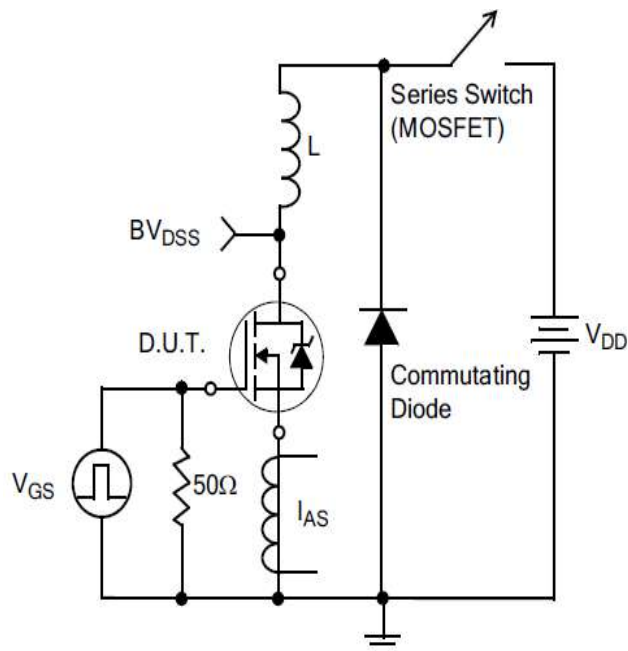 Series Switch
(MOSFET)
L
BVDSS
D.U.T.
VDD
Commutating
Diode
VGS
50Ω
IAS